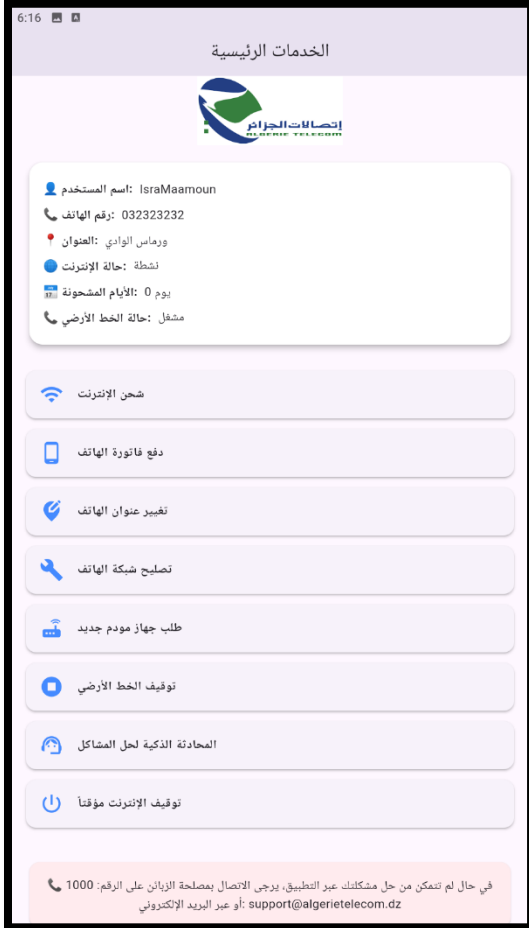 6:16
الخدمات الرئيسية
إتصالات الجزائر
ALGERIE TELECOM
اسم المستخدم: IsraMaamoun
رقم الهاتف: 032323232
العنوان: ورماس الوادي
حالة الإنترنت: نشطة
الأيام المشحونة: 0 يوم
حالة الخط الأرضي: مشغل
شحن الإنترنت
دفع فاتورة الهاتف
تغيير عنوان الهاتف
تصليح شبكة الهاتف
طلب جهاز مودم جديد
توقيف الخط الأرضي
المحادثة الذكية لحل المشاكل
توقيف الإنترنت مؤقتاً
في حال لم تتمكن من حل مشكلتك عبر التطبيق، يرجى الاتصال بمصلحة الزبائن على الرقم: 1000
أو عبر البريد الإلكتروني: support@algerietelecom.dz